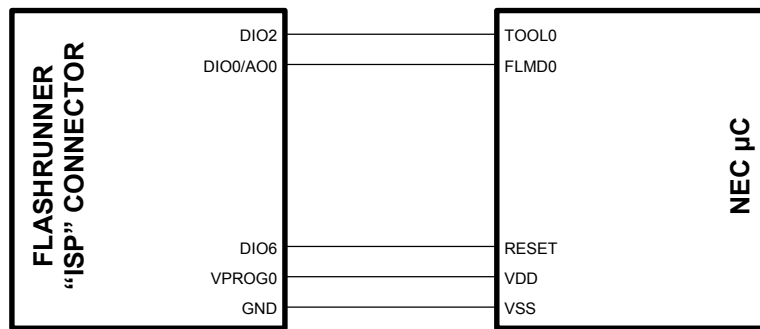 FLASHRUNNER
“ISP” CONNECTOR
DIO2
DIO0/AO0
DIO6
VPROG0
GND
TOOL0
FLMD0
RESET
VDD
VSS
NEC µC